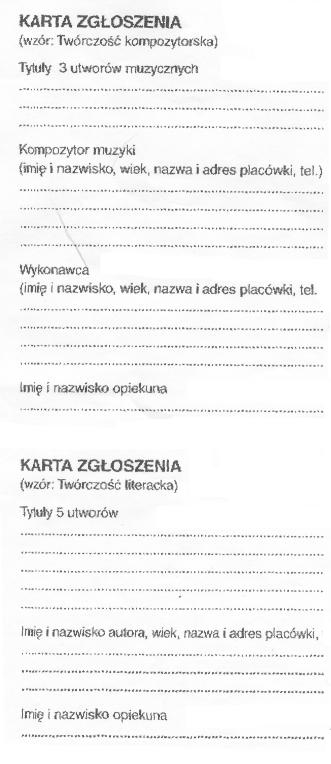 KARTA ZGŁOSZENIA
(wzór: Twórczość kompozytorska)
Tytuły 3 utworów muzycznych
Kompozytor muzyki
(imię i nazwisko, wiek, nazwa i adres placówki, tel.)
Wykonawca
(imię i nazwisko, wiek, nazwa i adres placówki, tel.
Imię i nazwisko opiekuna
KARTA ZGŁOSZENIA
(wzór: Twórczość literacka)
Tytuły 5 utworów
Imię i nazwisko autora, wiek, nazwa i adres placówki,
Imię i nazwisko opiekuna